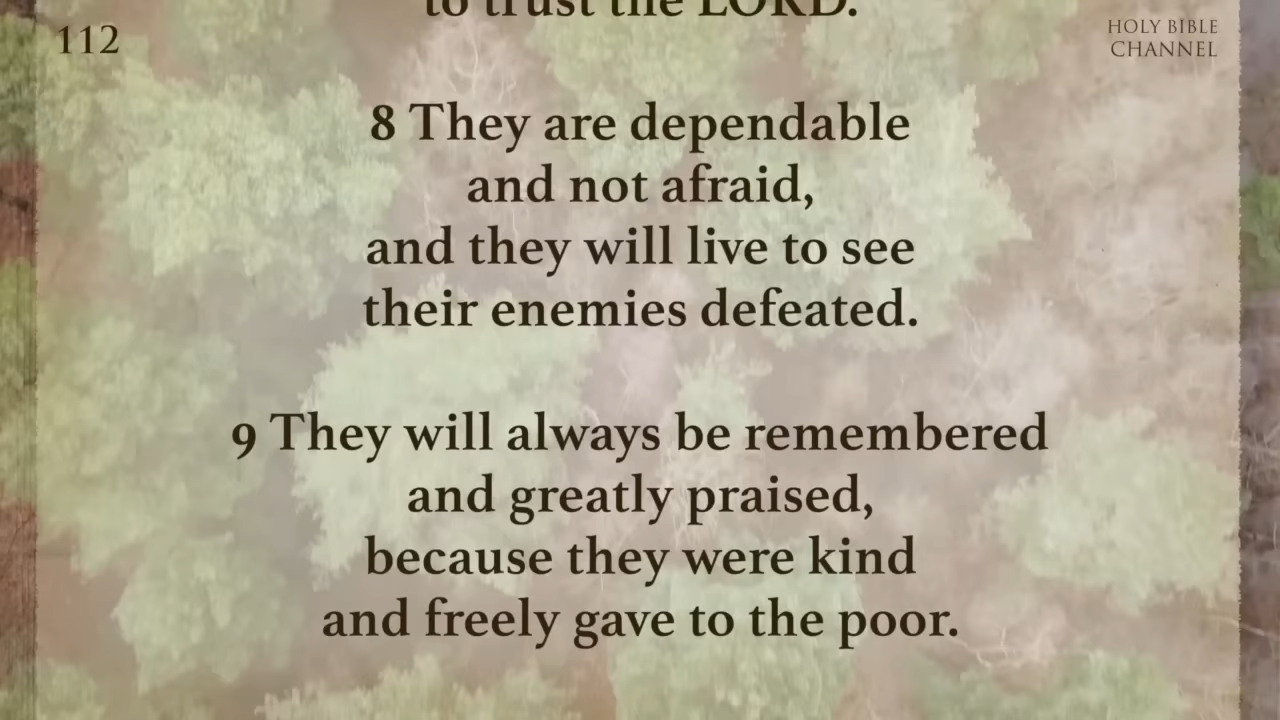 to trust the LORD.
112
HOLY BIBLE
CHANNEL
8 They are dependable
and not afraid,
and they will live to see
their enemies defeated.
9 They will always be remembered
and greatly praised,
because they were kind
and freely gave to the poor.